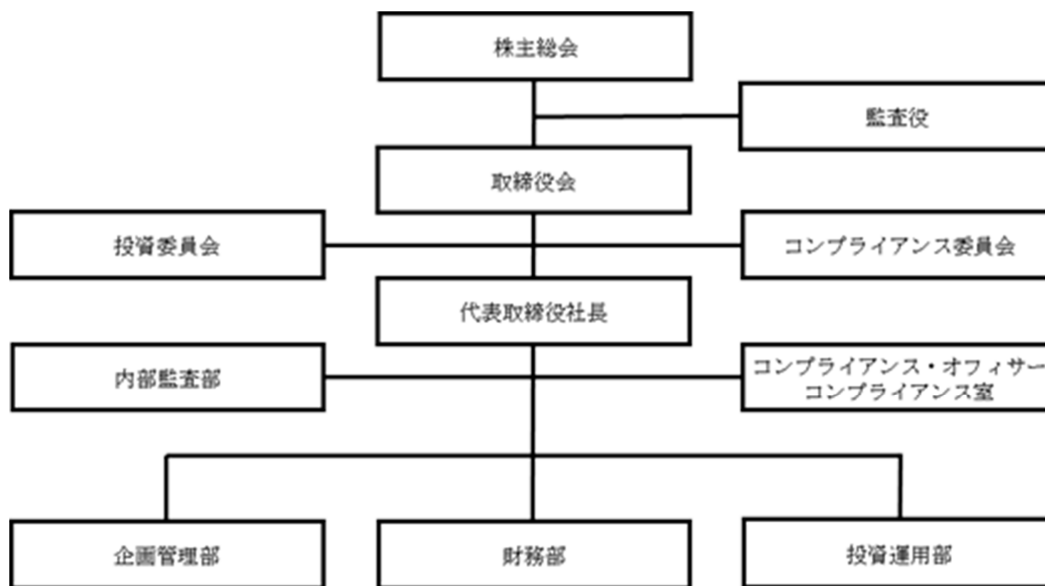 株主総会
監査役
取締役会
投資委員会
コンプライアンス委員会
代表取締役社長
内部監査部
コンプライアンス・オフィサー
コンプライアンス室
企画管理部
財務部
投資運用部